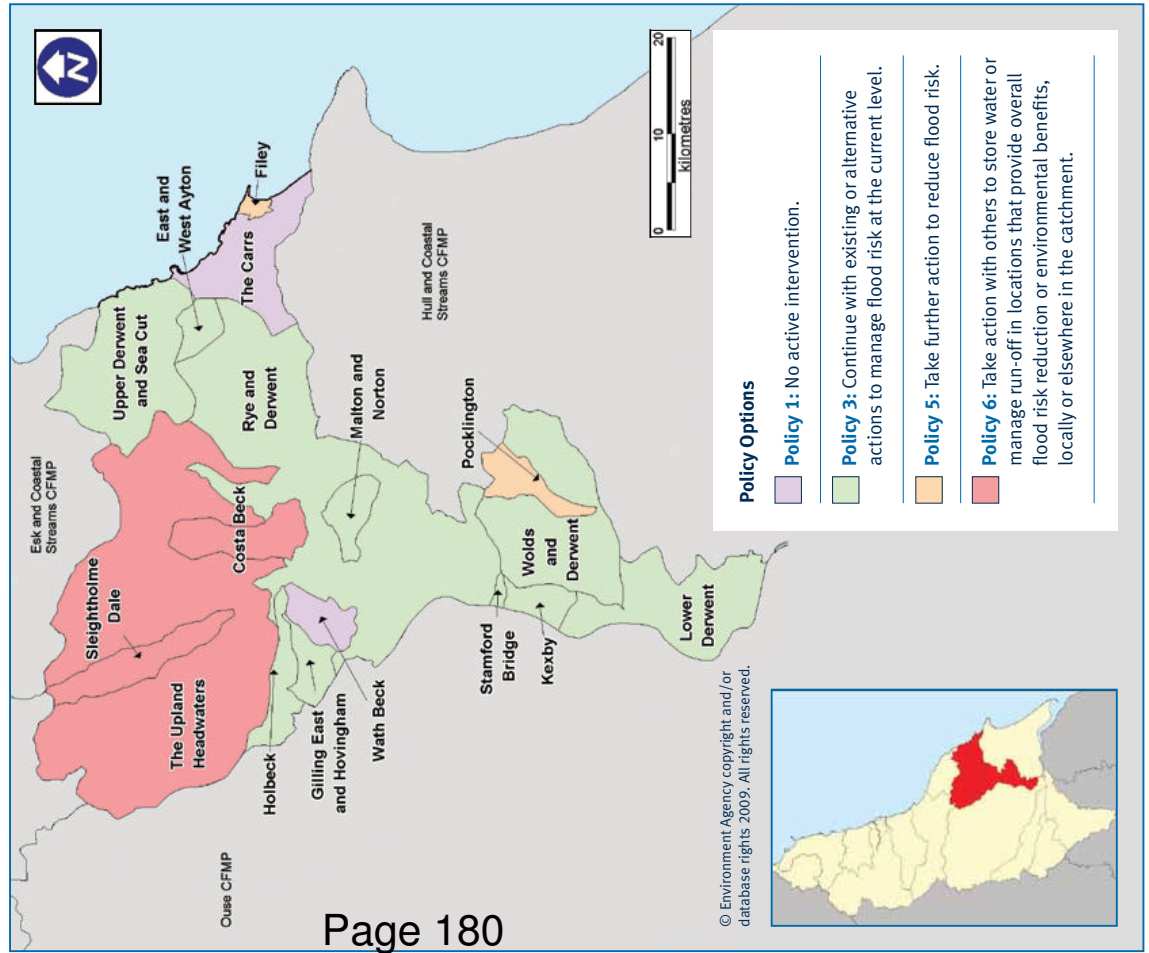 N
Esk and Coastal
Streams CFMP
Sleightholme
Dale
The Upland
Headwaters
Costa Beck
Upper Derwent
and Sea Cut
East and
West Ayton
Filey
The Carrs
Rye and
Derwent
Malton and
Norton
Holbeck
Gilling East
and Hovingham
Wath Beck
Hull and Coastal
Streams CFMP
Pocklington
Wolds
and
Derwent
Stamford
Bridge
Kexby
Lower
Derwent
Ouse CFMP
0 10 20
kilometres
Policy Options
Policy 1: No active intervention.
Policy 3: Continue with existing or alternative
actions to manage flood risk at the current level.
Policy 5: Take further action to reduce flood risk.
Policy 6: Take action with others to store water or
manage run-off in locations that provide overall
flood risk reduction or environmental benefits,
locally or elsewhere in the catchment.
© Environment Agency copyright and/or
database rights 2009. All rights reserved.
Page 180